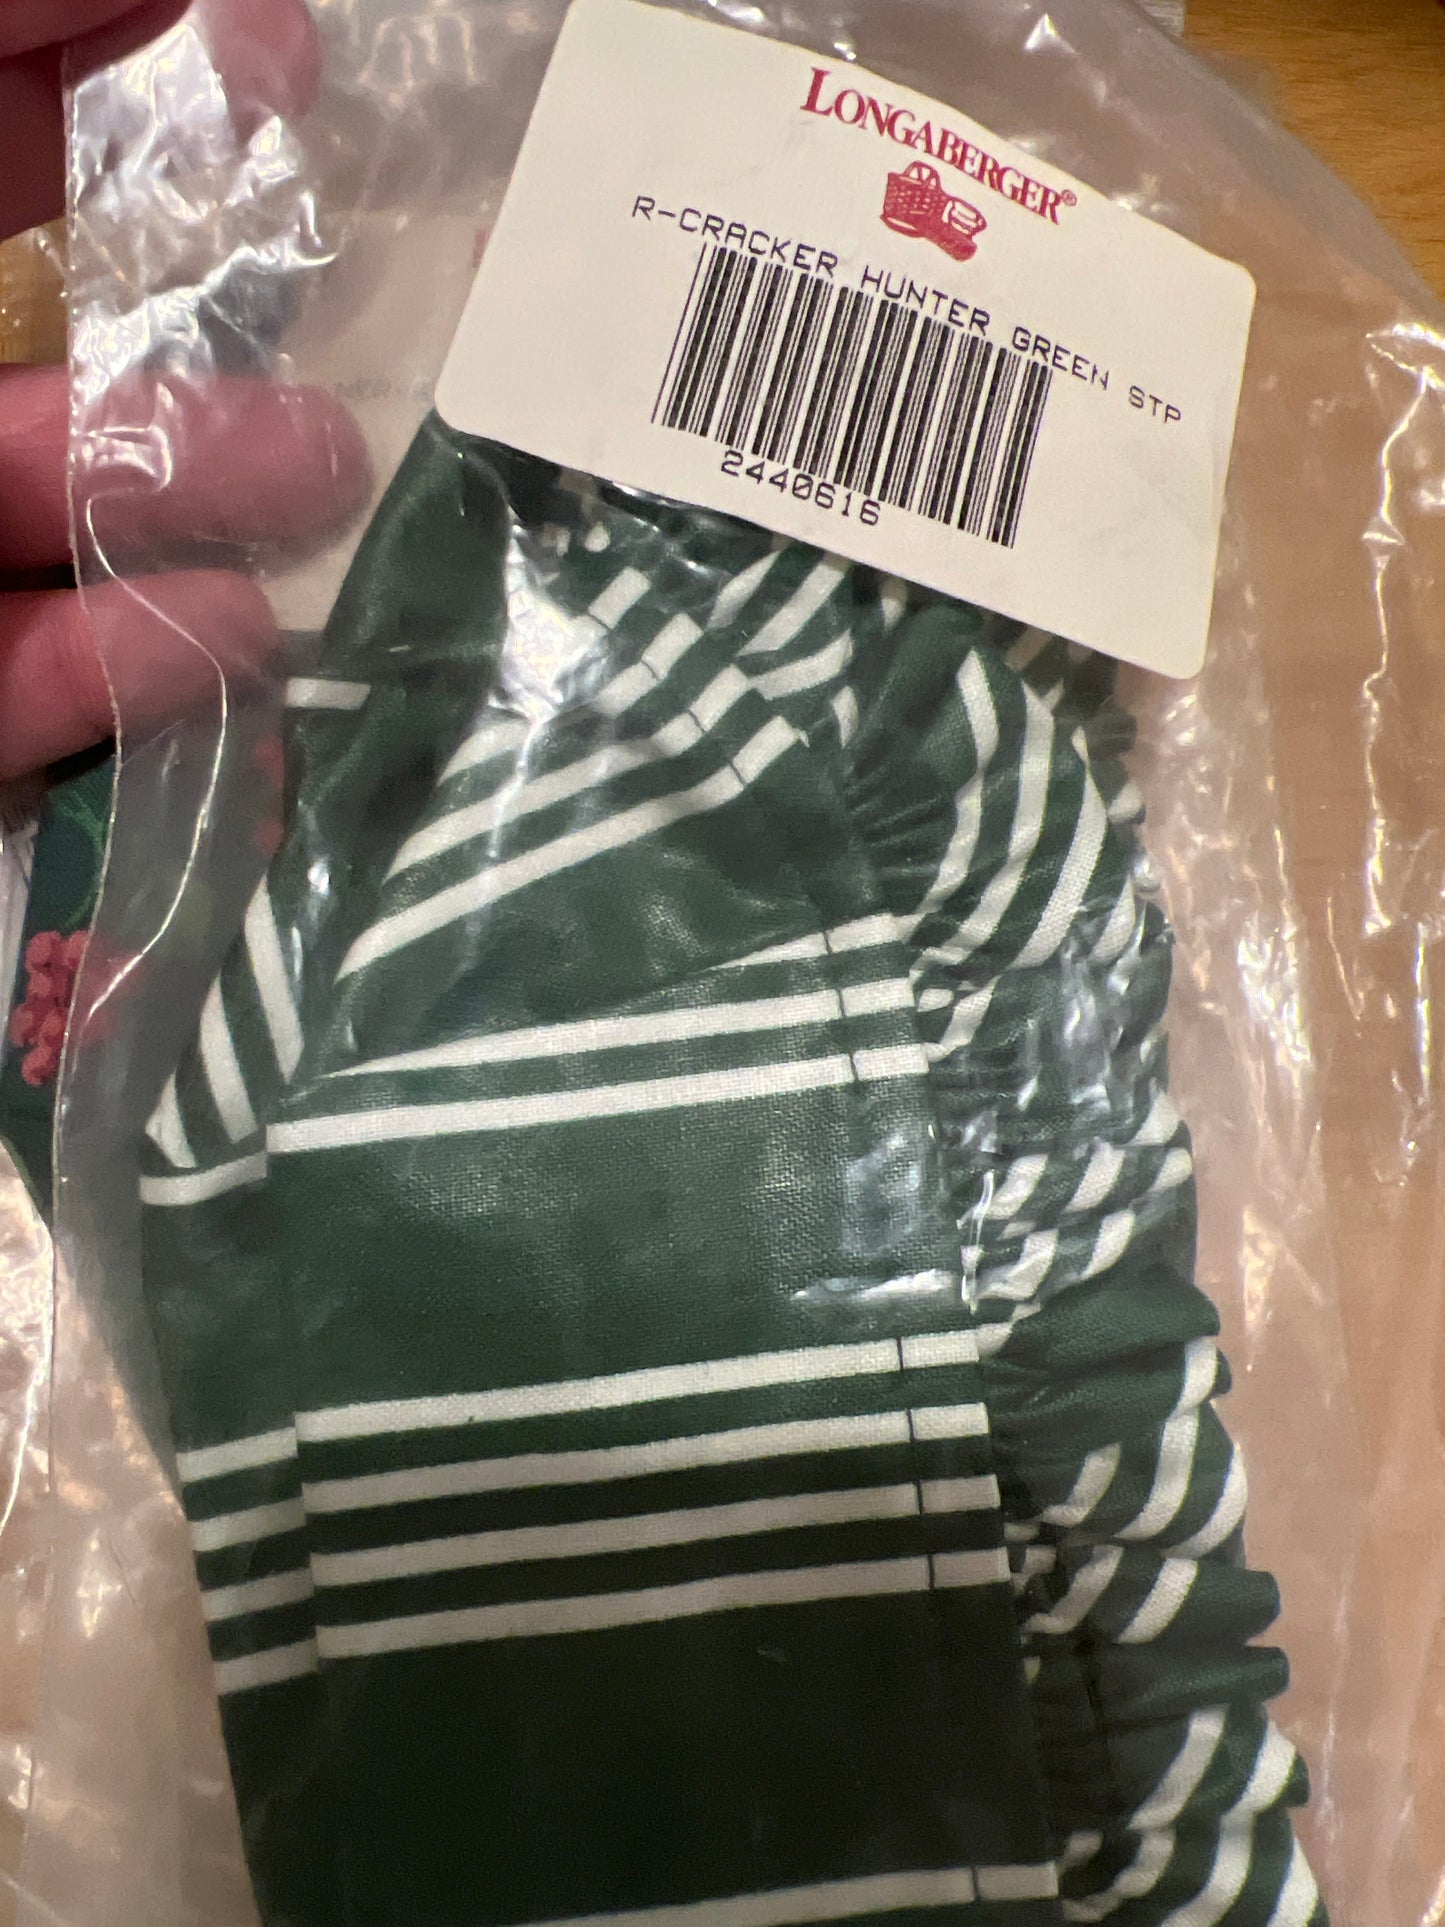 LONGABERGER®
R-CRACKER HUNTER GREEN STP
2440616